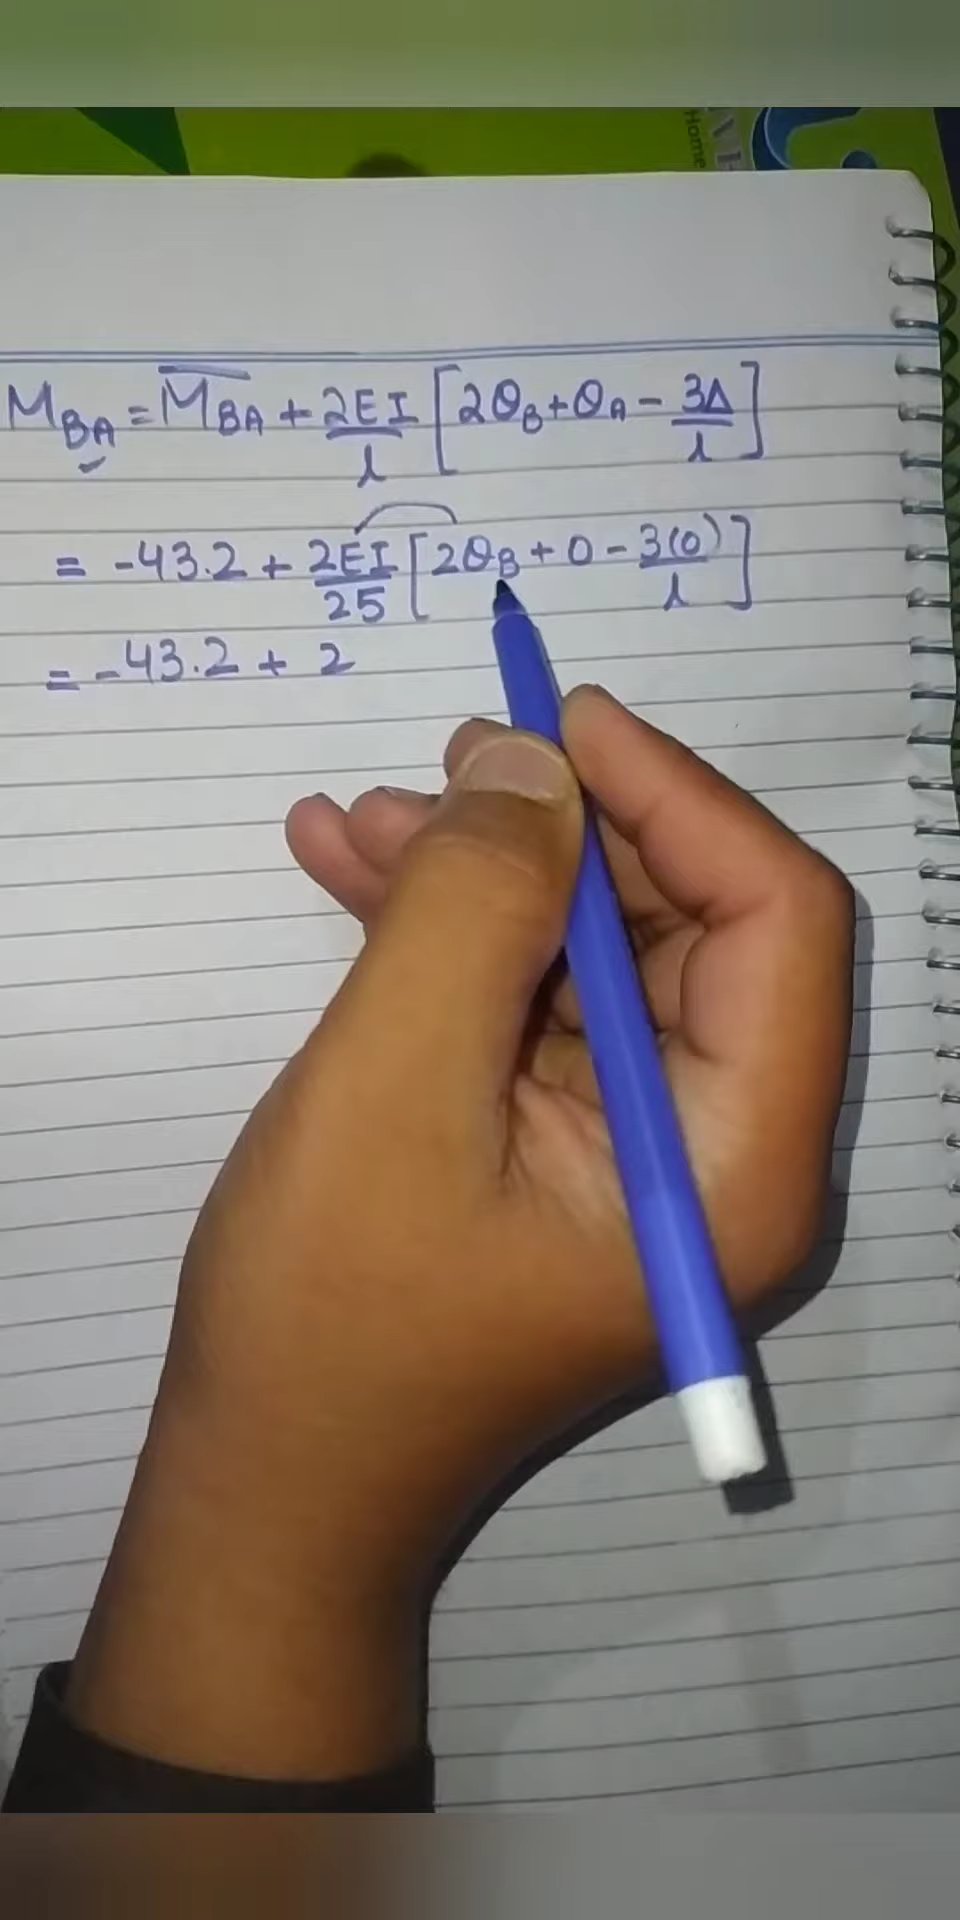 Home
M_BA = M̅_BA + 2EI/l [2θ_B + θ_A - 3Δ/l]
= -43.2 + 2EI/25 [2θ_B + 0 - 3(0)/l]
= -43.2 + 2